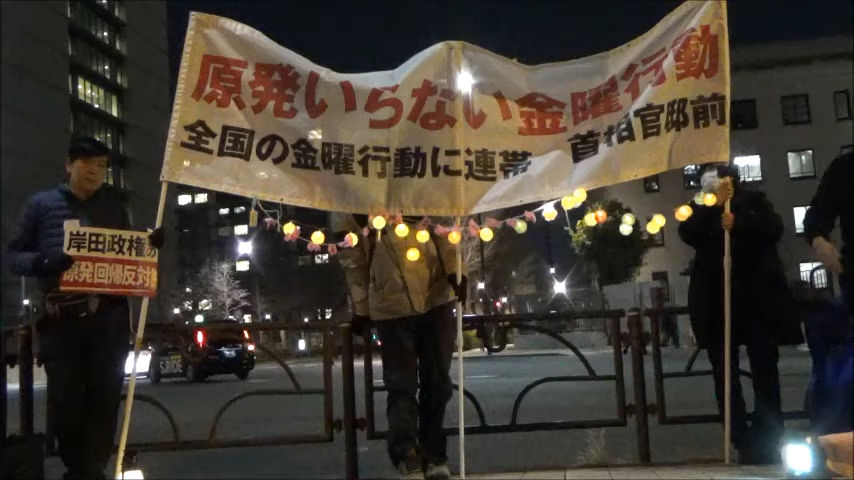 原発いらない金曜行動
全国の金曜行動に連帯 首相官邸前
岸田政権の
原発回帰反対
S.RIDE